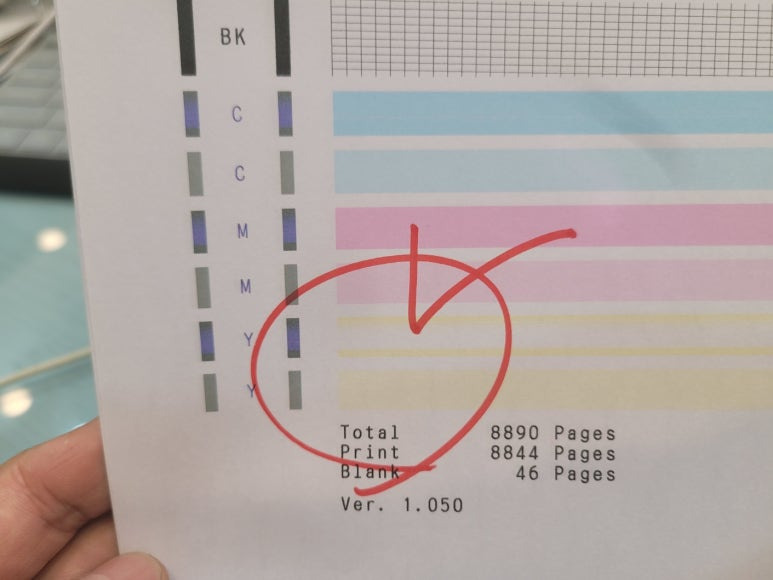 BK
C
C
M
M
Y
Y
Total 8890 Pages
Print 8844 Pages
Blank 46 Pages
Ver. 1.050